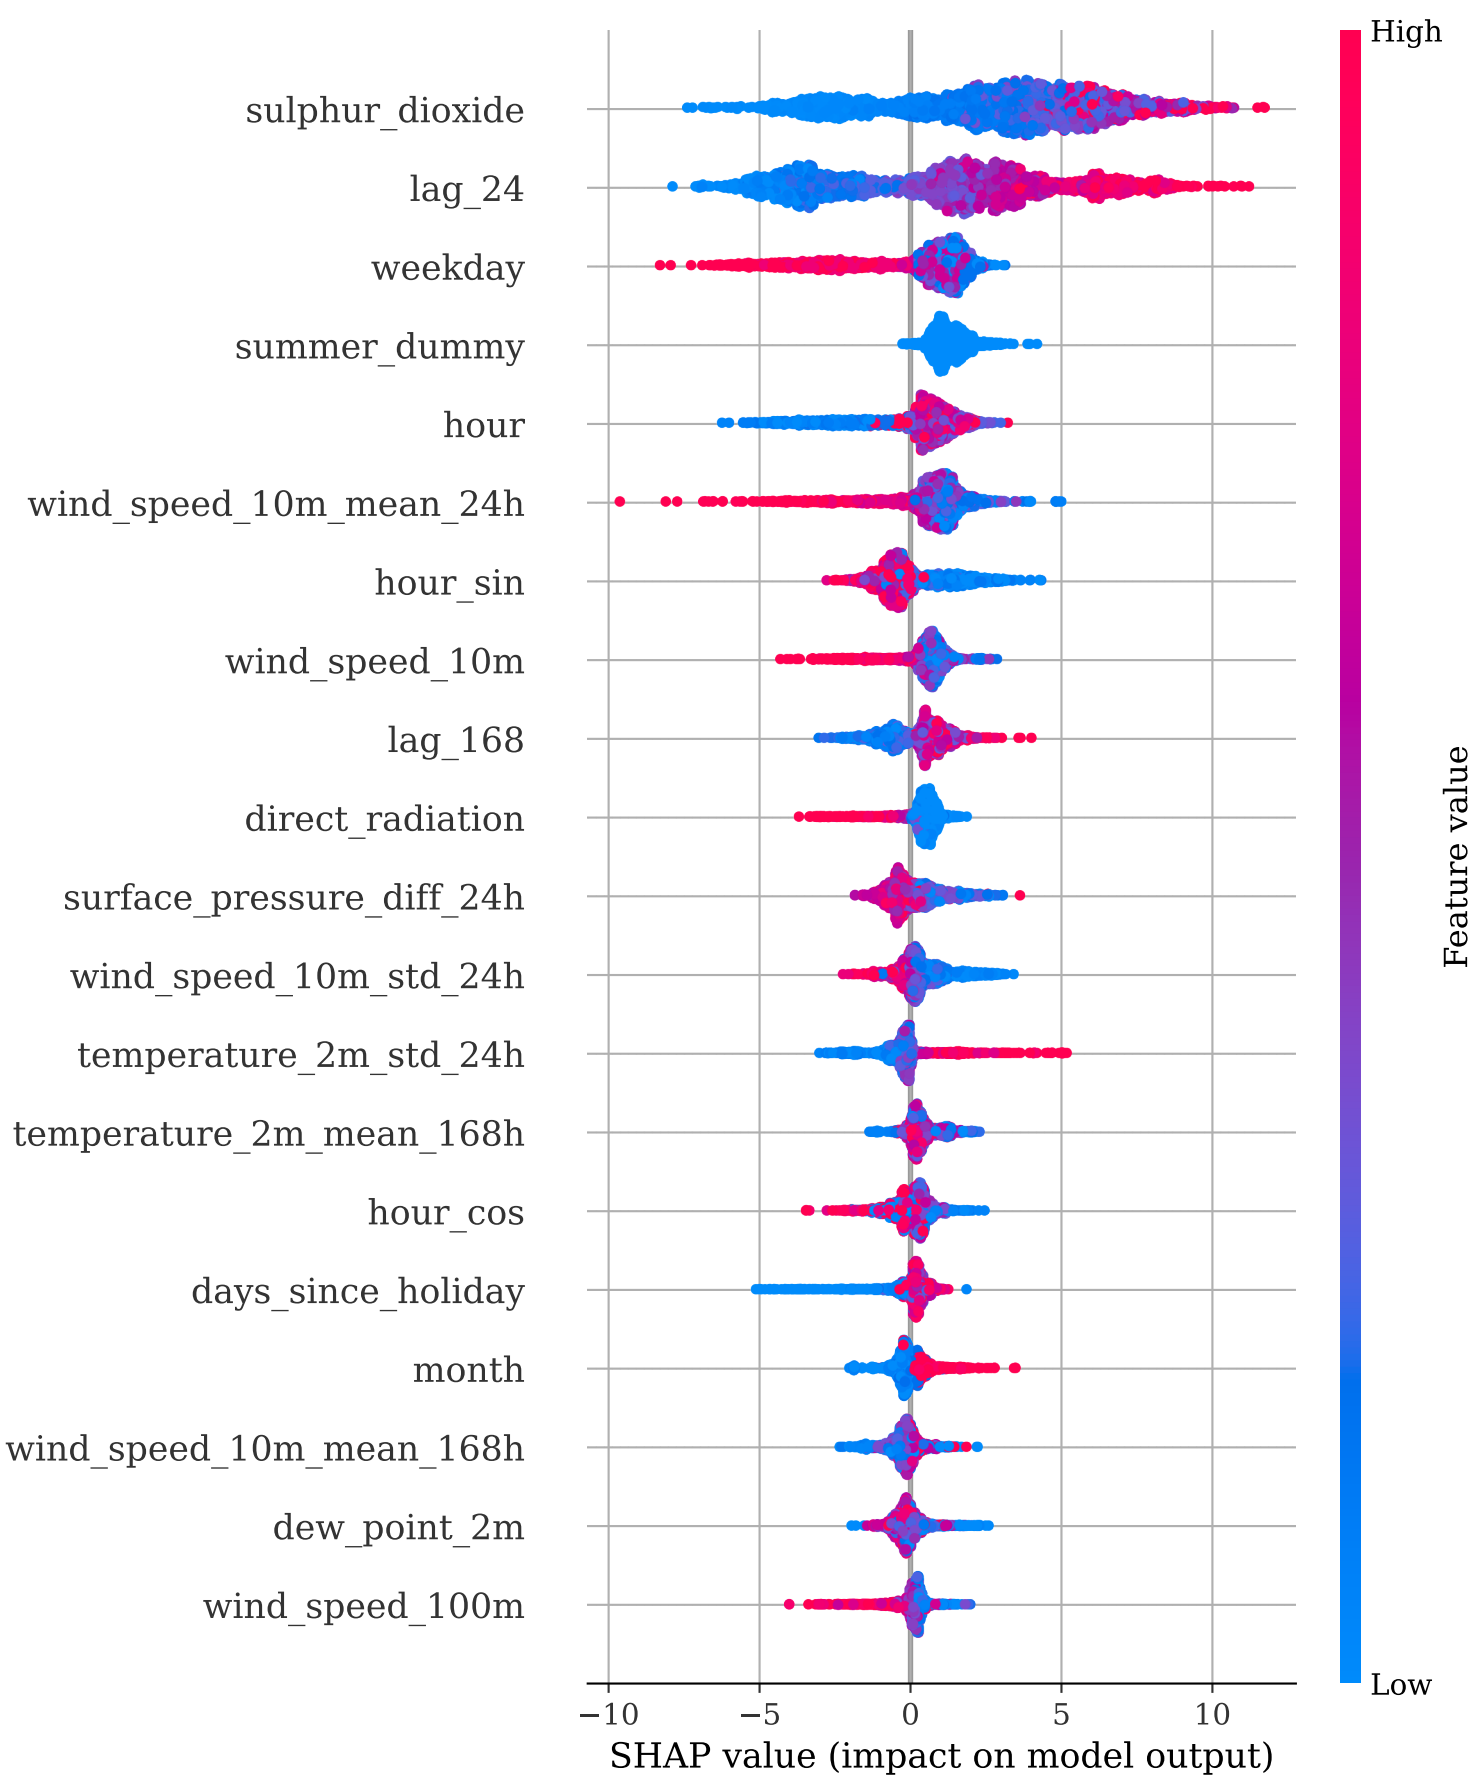 High
sulphur_dioxide
lag_24
weekday
summer_dummy
hour
wind_speed_10m_mean_24h
hour_sin
wind_speed_10m
lag_168
direct_radiation
surface_pressure_diff_24h
wind_speed_10m_std_24h
temperature_2m_std_24h
temperature_2m_mean_168h
hour_cos
days_since_holiday
month
wind_speed_10m_mean_168h
dew_point_2m
wind_speed_100m
Feature value
Low
−10 −5 0 5 10
SHAP value (impact on model output)